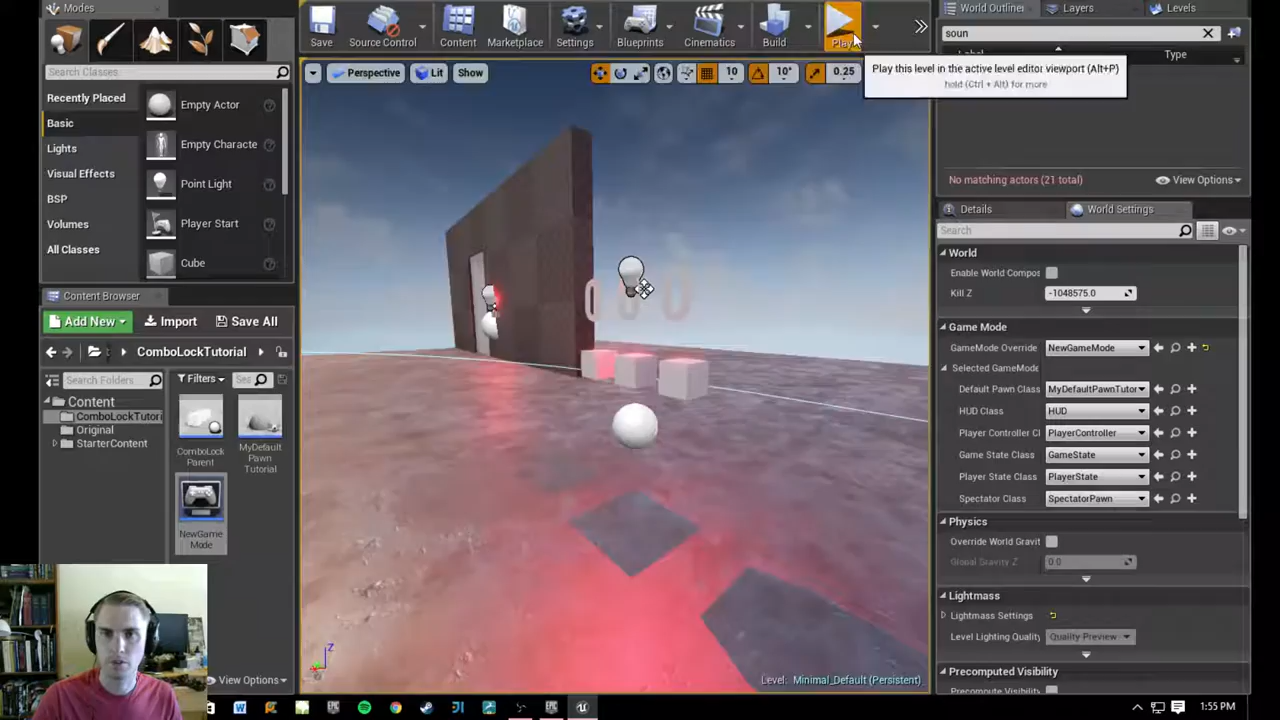 Modes
Save
Source Control
Content
Marketplace
Settings
Blueprints
Cinematics
Build
Play
World Outliner
Layers
Levels
soun
Label
Type
Play this level in the active level editor viewport (Alt+P)
hold (Ctrl + Alt) for more
No matching actors (21 total)
View Options
Search Classes
Recently Placed
Basic
Lights
Visual Effects
BSP
Volumes
All Classes
Empty Actor
Empty Characte
Point Light
Player Start
Cube
Perspective
Lit
Show
10
10°
0.25
000
Details
World Settings
Search
World
Enable World Compos
Kill Z
-1048575.0
Game Mode
GameMode Override
NewGameMode
Selected GameMode
Default Pawn Class
MyDefaultPawnTutor
HUD Class
HUD
Player Controller Cl
PlayerController
Game State Class
GameState
Player State Class
PlayerState
Spectator Class
SpectatorPawn
Physics
Override World Gravit
Global Gravity Z
0.0
Lightmass
Lightmass Settings
Level Lighting Quality
Quality Preview
Precomputed Visibility
Precompute Visibility
Content Browser
Add New
Import
Save All
ComboLockTutorial
Search Folders
Filters
Sea
Content
ComboLockTutori
Original
StarterContent
ComboLock
Parent
MyDefault
Pawn
Tutorial
NewGame
Mode
View Options
Z
Level: Minimal_Default (Persistent)
1:55 PM